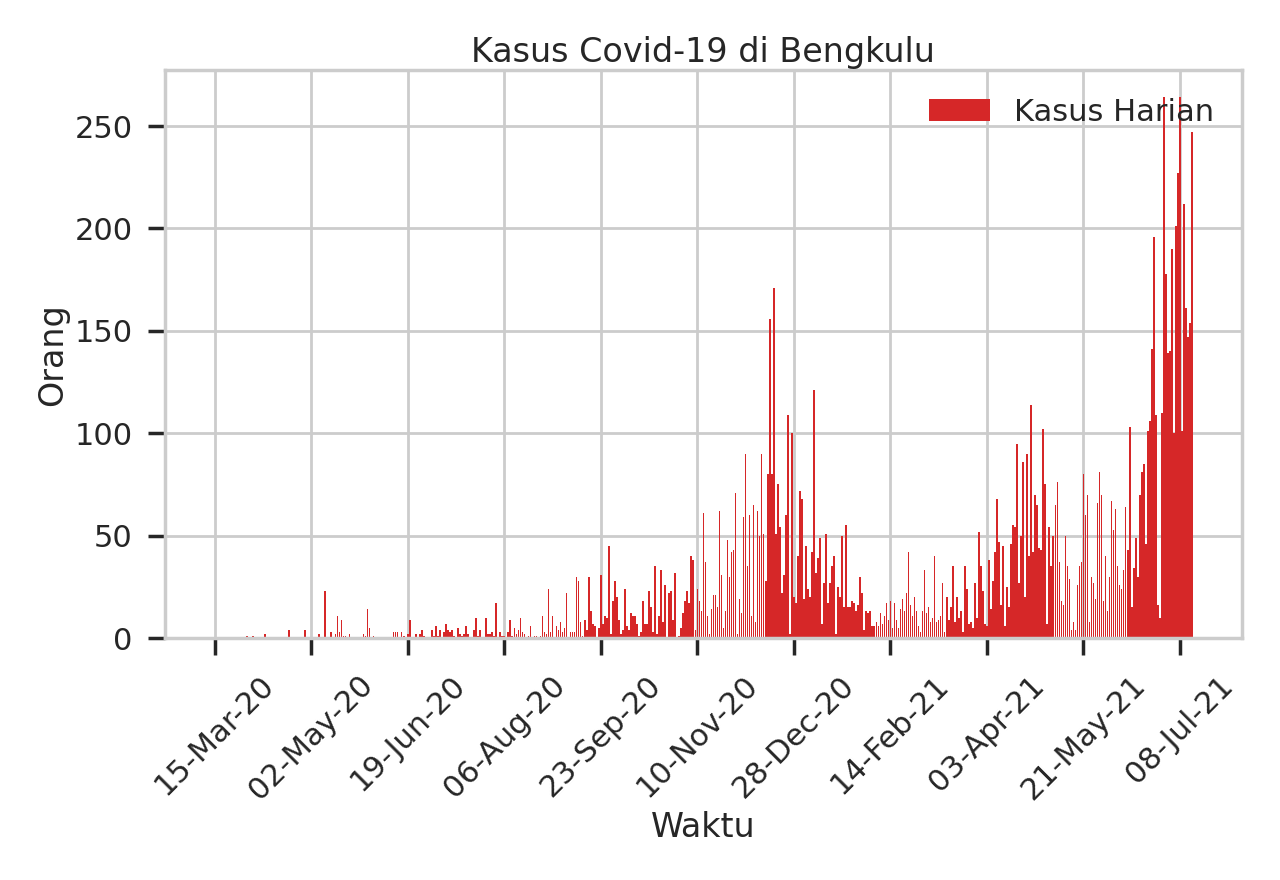 Kasus Covid-19 di Bengkulu
Kasus Harian
Orang
250
200
150
100
50
0
15-Mar-20
02-May-20
19-Jun-20
06-Aug-20
23-Sep-20
10-Nov-20
28-Dec-20
14-Feb-21
03-Apr-21
21-May-21
08-Jul-21
Waktu